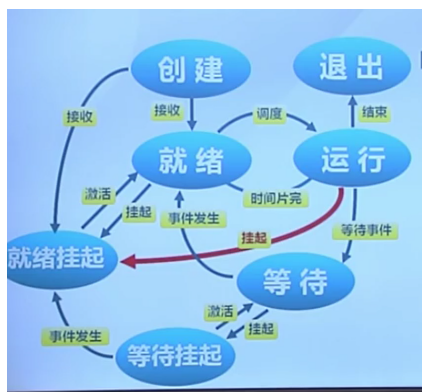 创建
退出
接收
接收
调度
结束
就绪
运行
激活
挂起
时间片完
事件发生
等待事件
挂起
就绪挂起
等待
激活
挂起
事件发生
等待挂起